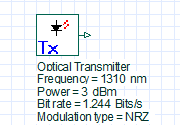 Tx
Optical Transmitter
Frequency = 1310 nm
Power = 3 dBm
Bit rate = 1.244 Bits/s
Modulation type = NRZ